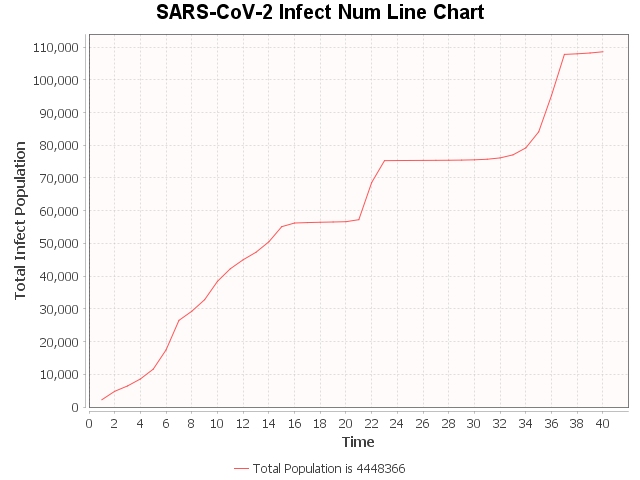 SARS-CoV-2 Infect Num Line Chart
Total Infect Population
110,000
100,000
90,000
80,000
70,000
60,000
50,000
40,000
30,000
20,000
10,000
0
0 2 4 6 8 10 12 14 16 18 20 22 24 26 28 30 32 34 36 38 40
Time
Total Population is 4448366